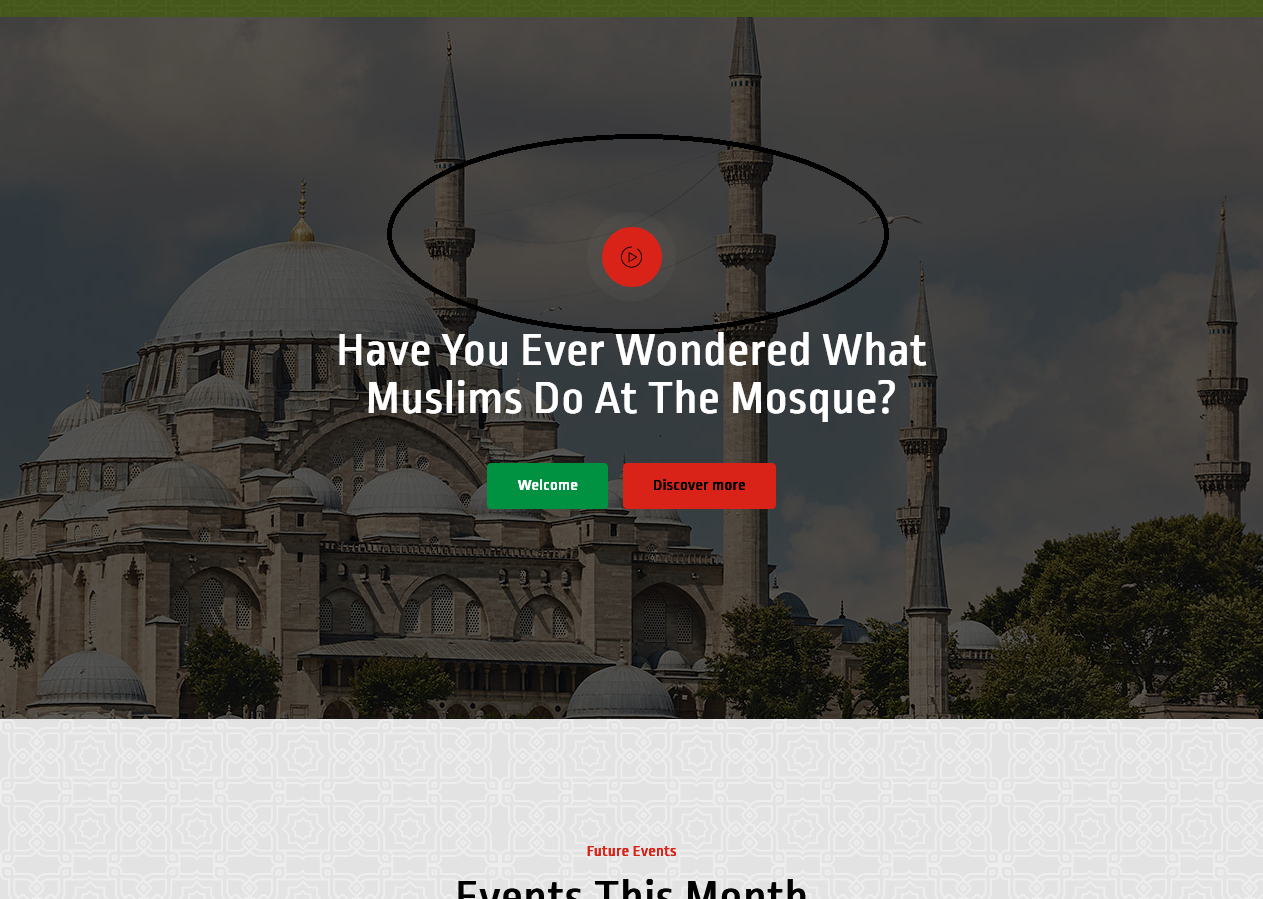 Have You Ever Wondered What
Muslims Do At The Mosque?
Welcome
Discover more
Future Events
Events This Month